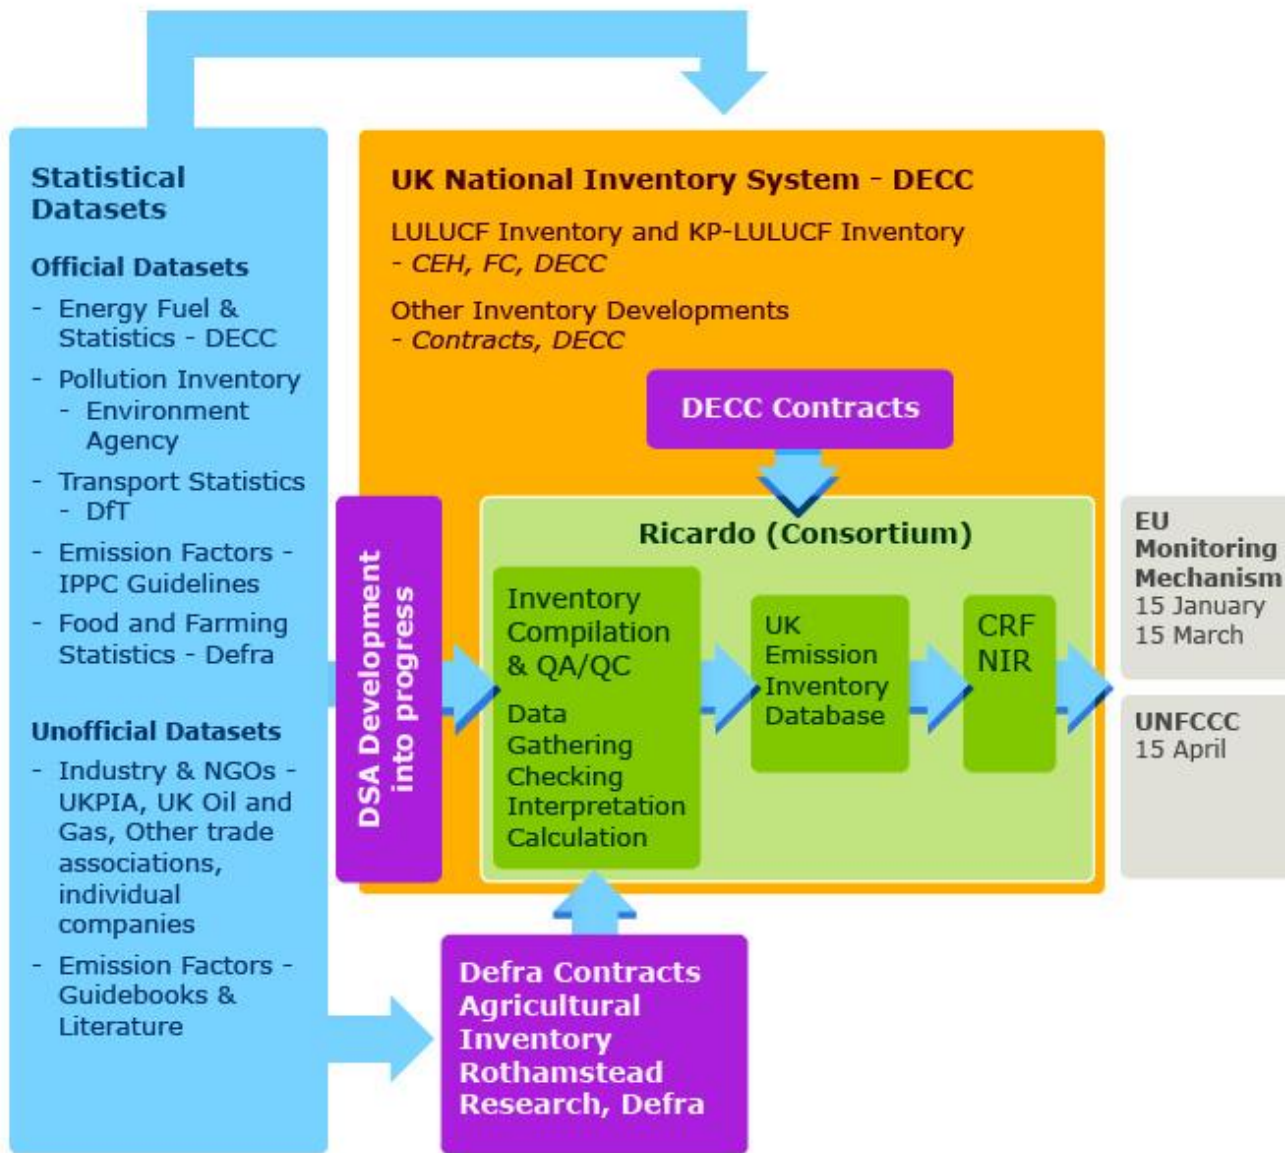 Statistical
Datasets
Official Datasets
- Energy Fuel &
Statistics - DECC
- Pollution Inventory
- Environment
Agency
- Transport Statistics
- DfT
- Emission Factors -
IPPC Guidelines
- Food and Farming
Statistics - Defra
Unofficial Datasets
- Industry & NGOs -
UKPIA, UK Oil and
Gas, Other trade
associations,
individual
companies
- Emission Factors -
Guidebooks &
Literature
UK National Inventory System - DECC
LULUCF Inventory and KP-LULUCF Inventory
- CEH, FC, DECC
Other Inventory Developments
- Contracts, DECC
DECC Contracts
DSA Development
into progress
Ricardo (Consortium)
Inventory
Compilation
& QA/QC
Data
Gathering
Checking
Interpretation
Calculation
UK
Emission
Inventory
Database
CRF
NIR
EU
Monitoring
Mechanism
15 January
15 March
UNFCCC
15 April
Defra Contracts
Agricultural
Inventory
Rothamstead
Research, Defra